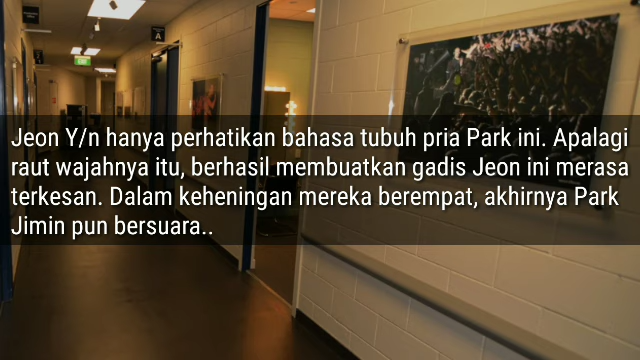 A
Jeon Y/n hanya perhatikan bahasa tubuh pria Park ini. Apalagi
raut wajahnya itu, berhasil membuatkan gadis Jeon ini merasa
terkesan. Dalam keheningan mereka berempat, akhirnya Park
Jimin pun bersuara..